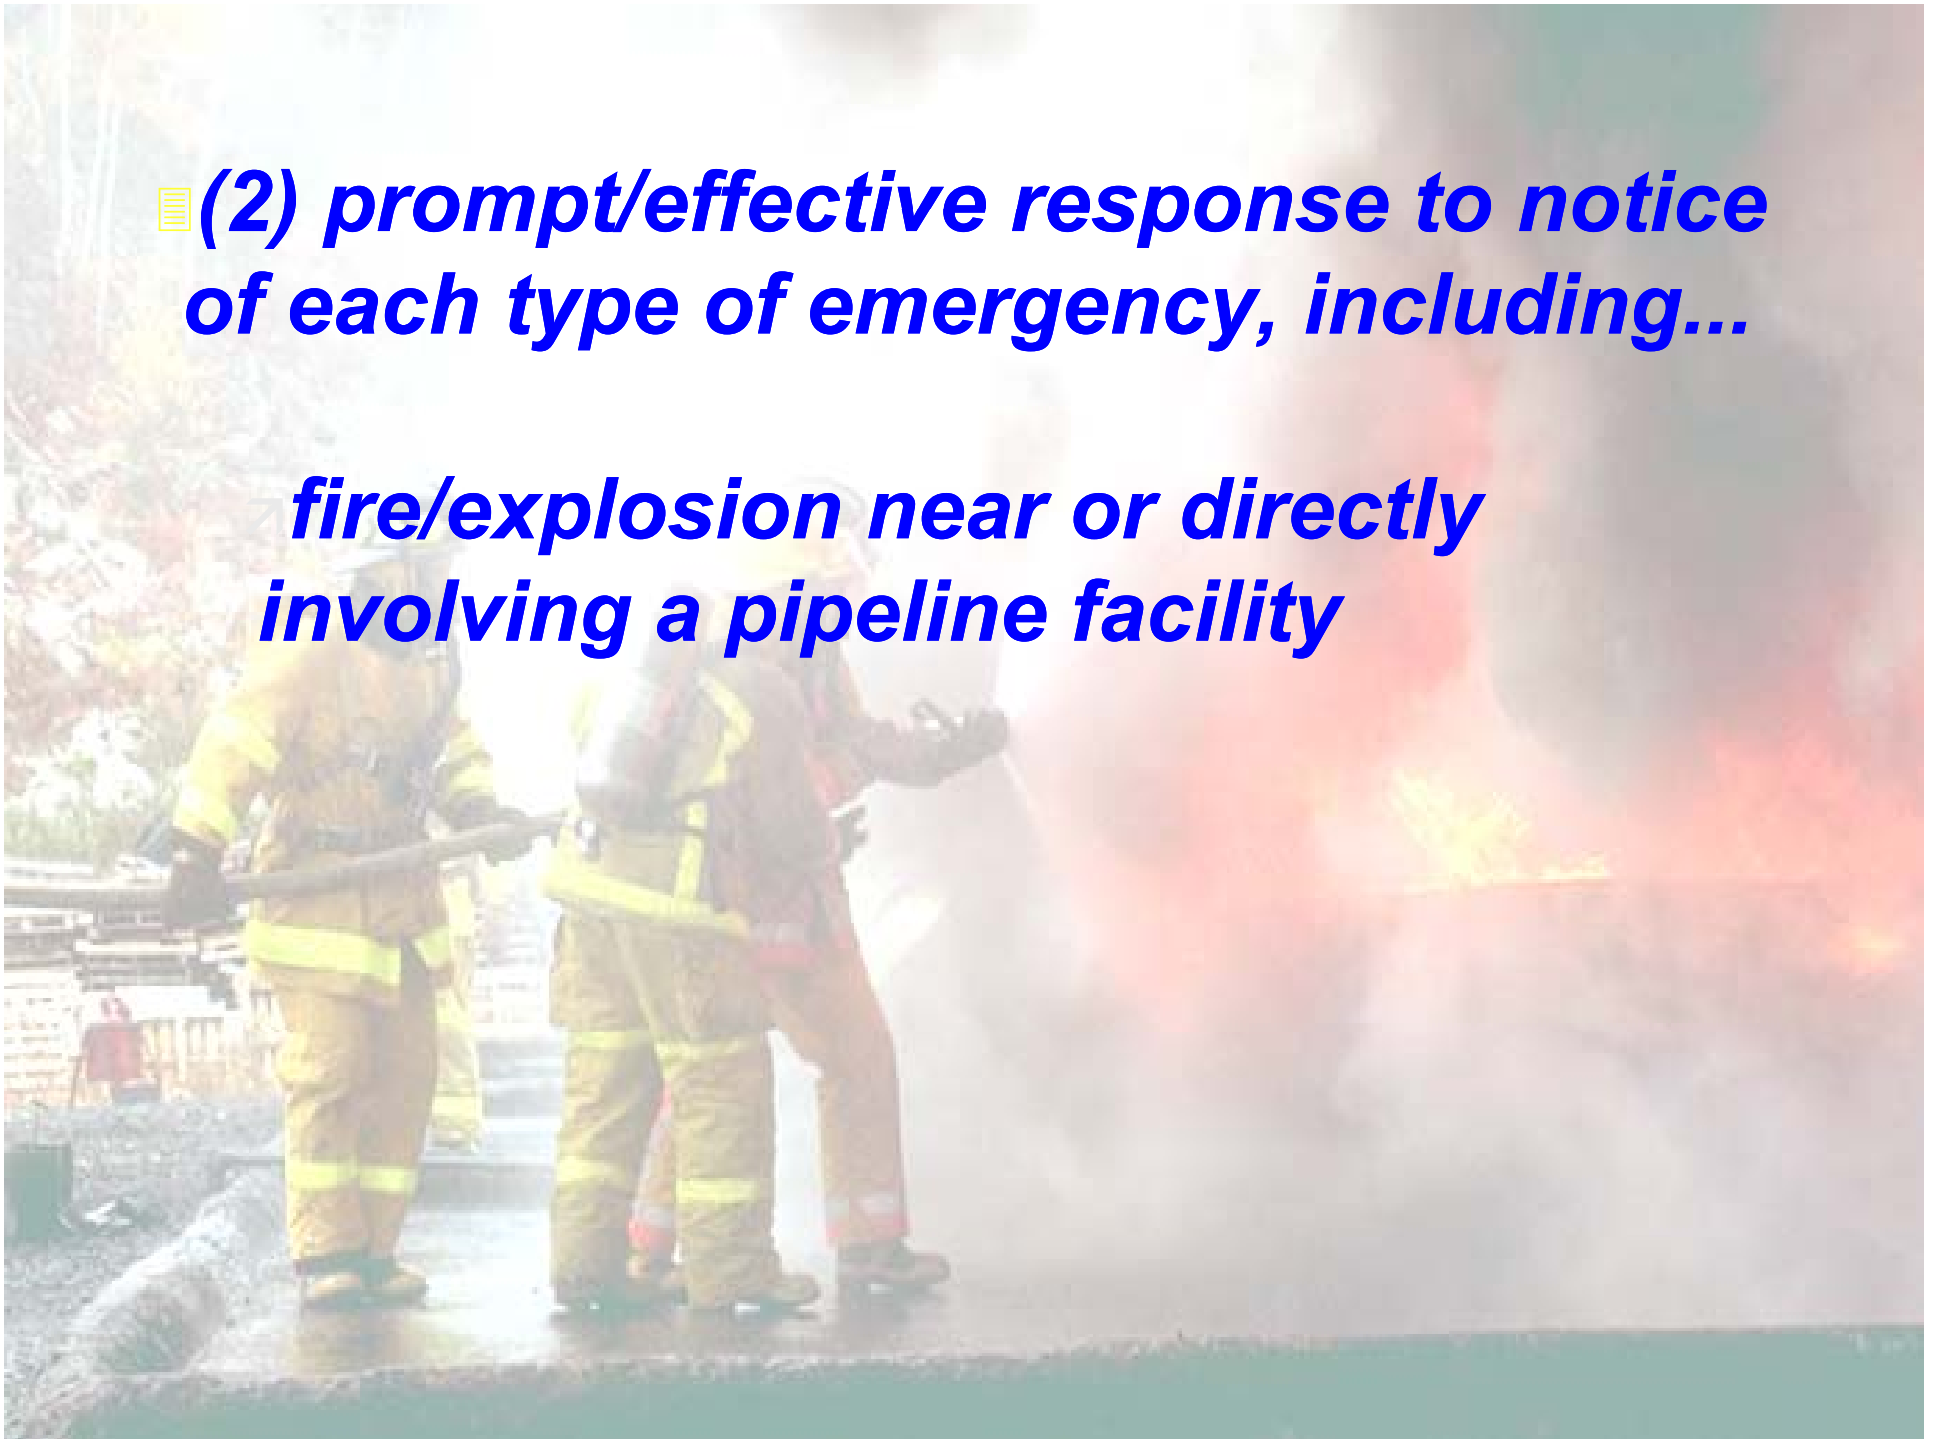 (2) prompt/effective response to notice
of each type of emergency, including...
fire/explosion near or directly
involving a pipeline facility